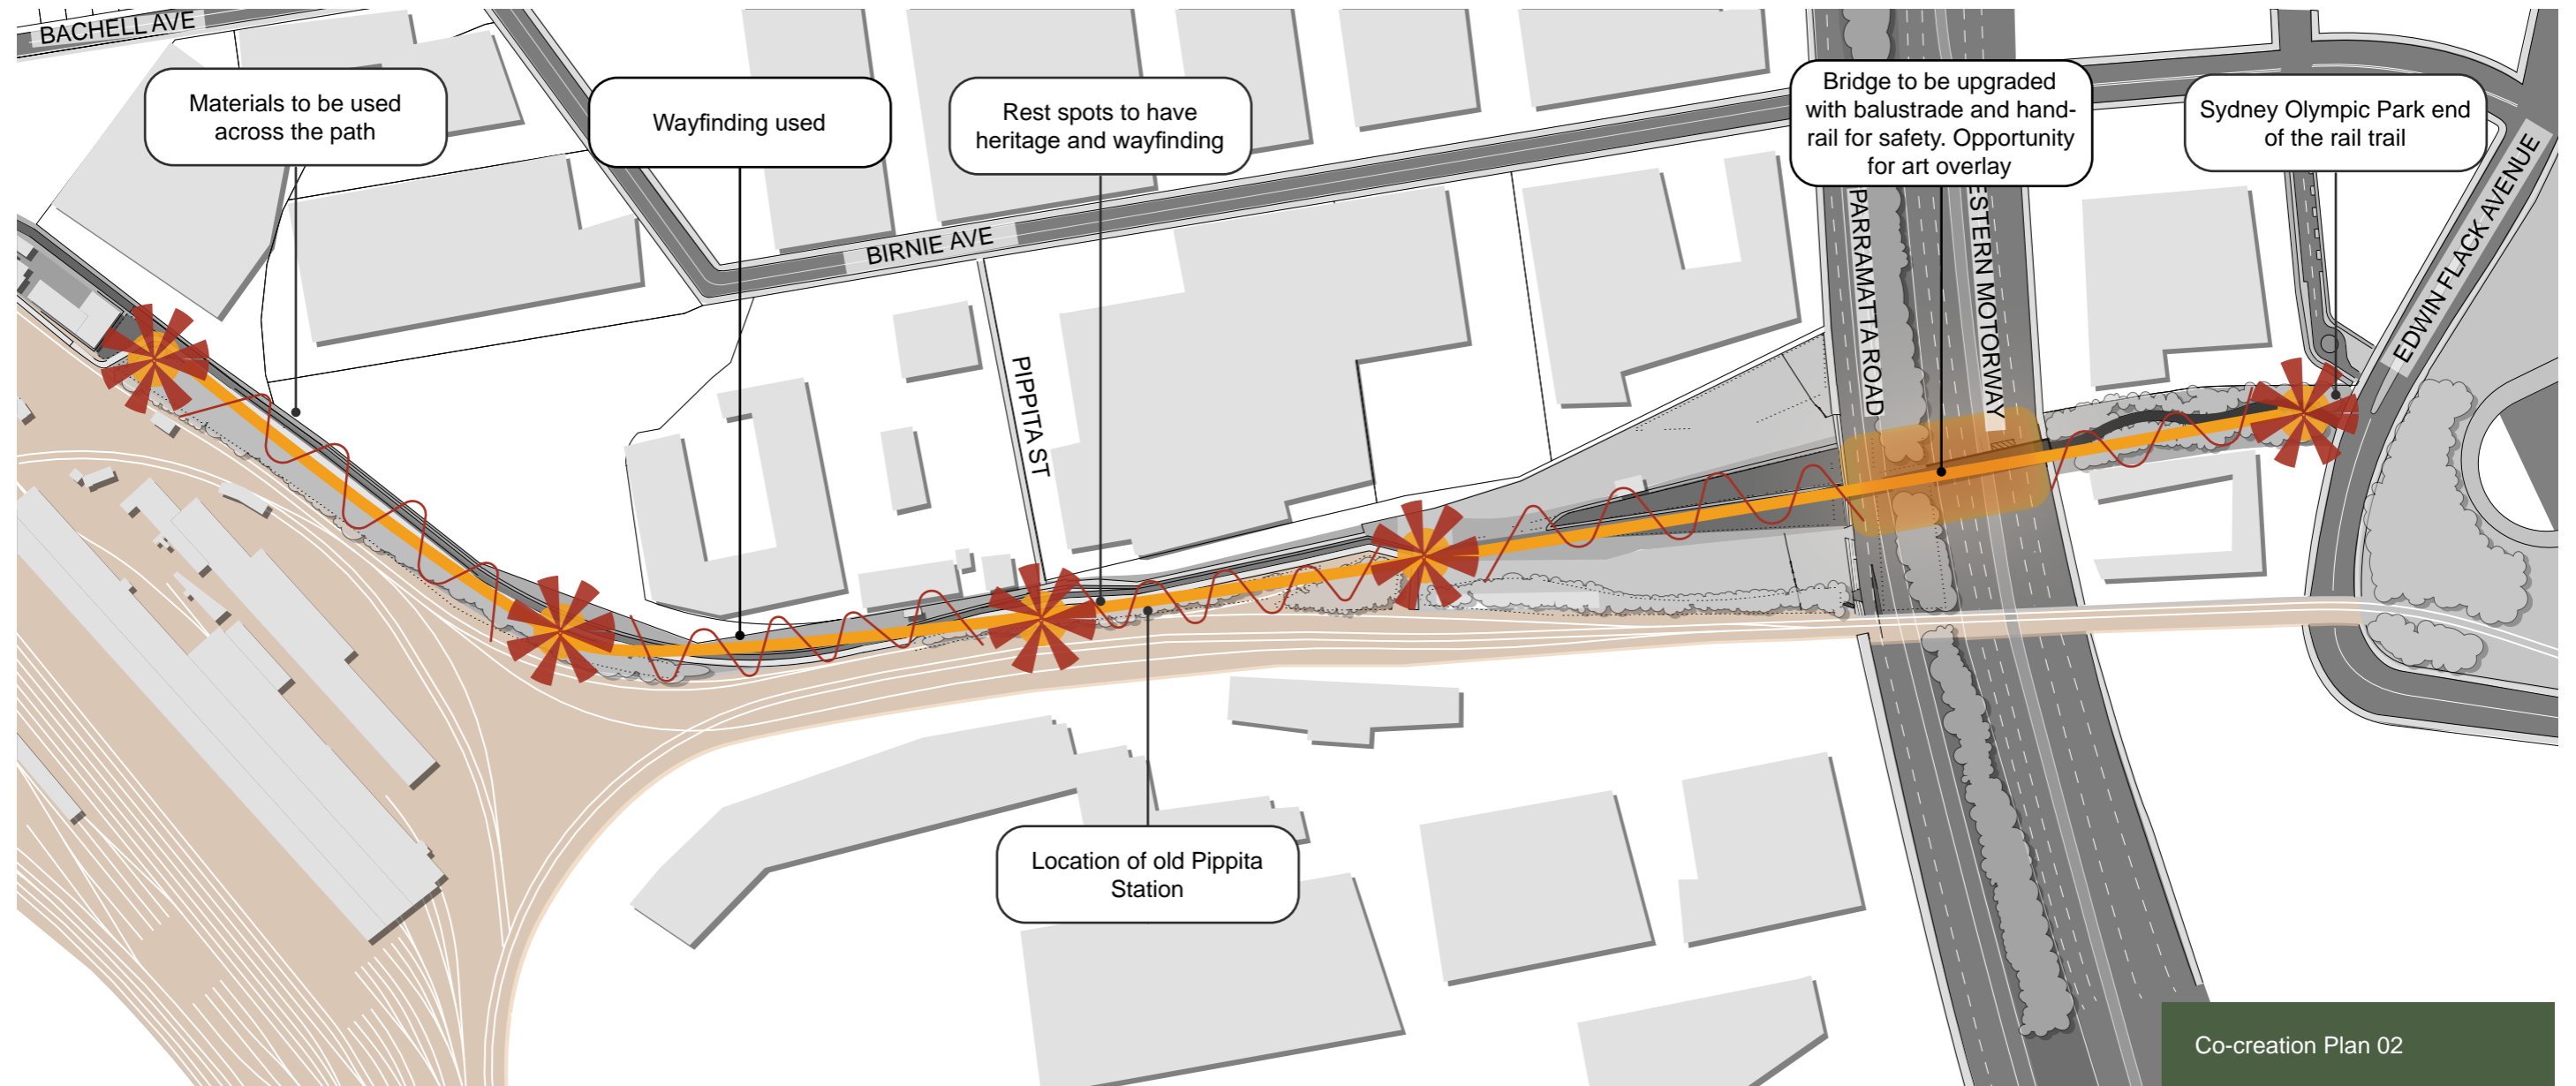 BACHELL AVE
Materials to be used
across the path
Wayfinding used
Rest spots to have
heritage and wayfinding
Bridge to be upgraded
with balustrade and hand-
rail for safety. Opportunity
for art overlay
Sydney Olympic Park end
of the rail trail
BIRNIE AVE
PIPPITA ST
PARRAMATTA ROAD
ESTERN MOTORWAY
EDWIN FLACK AVENUE
Location of old Pippita
Station
Co-creation Plan 02